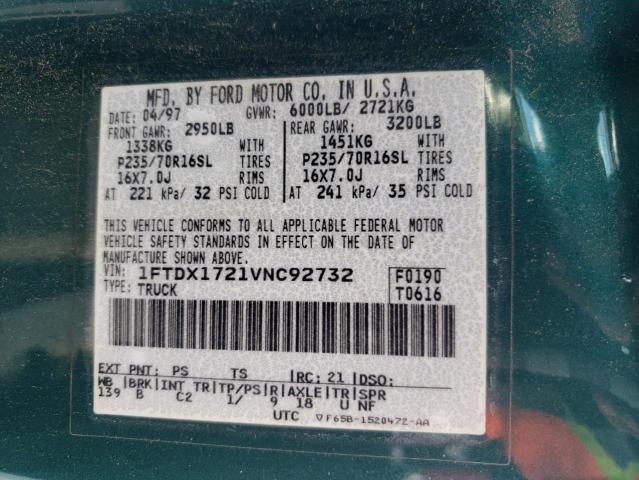 MFD. BY FORD MOTOR CO. IN U.S.A.
DATE: 04/97 GVWR: 6000LB/ 2721KG
FRONT GAWR: 2950LB REAR GAWR: 3200LB
1338KG WITH 1451KG WITH
P235/70R16SL TIRES P235/70R16SL TIRES
16X7.0J RIMS 16X7.0J RIMS
AT 221 kPa/ 32 PSI COLD AT 241 kPa/ 35 PSI COLD
THIS VEHICLE CONFORMS TO ALL APPLICABLE FEDERAL MOTOR
VEHICLE SAFETY STANDARDS IN EFFECT ON THE DATE OF
MANUFACTURE SHOWN ABOVE.
VIN: 1FTDX1721VNC92732 F0190
TYPE: TRUCK T0616
EXT PNT: PS TS RC: 21 DSO:
WB BRK INT TR TP/PS R AXLE TR SPR
139 B C2 1/ 9 18 U NF
UTC ▽F65B-1520472-AA